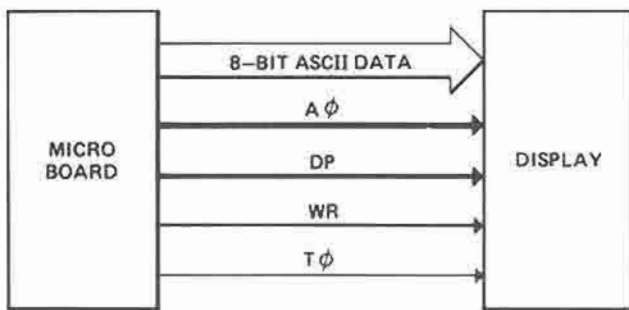 MICRO
BOARD
8-BIT ASCII DATA
Aϕ
DP
WR
Tϕ
DISPLAY